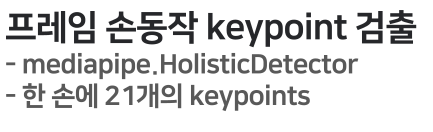 프레임 손동작 keypoint 검출
- mediapipe.HolisticDetector
- 한 손에 21개의 keypoints